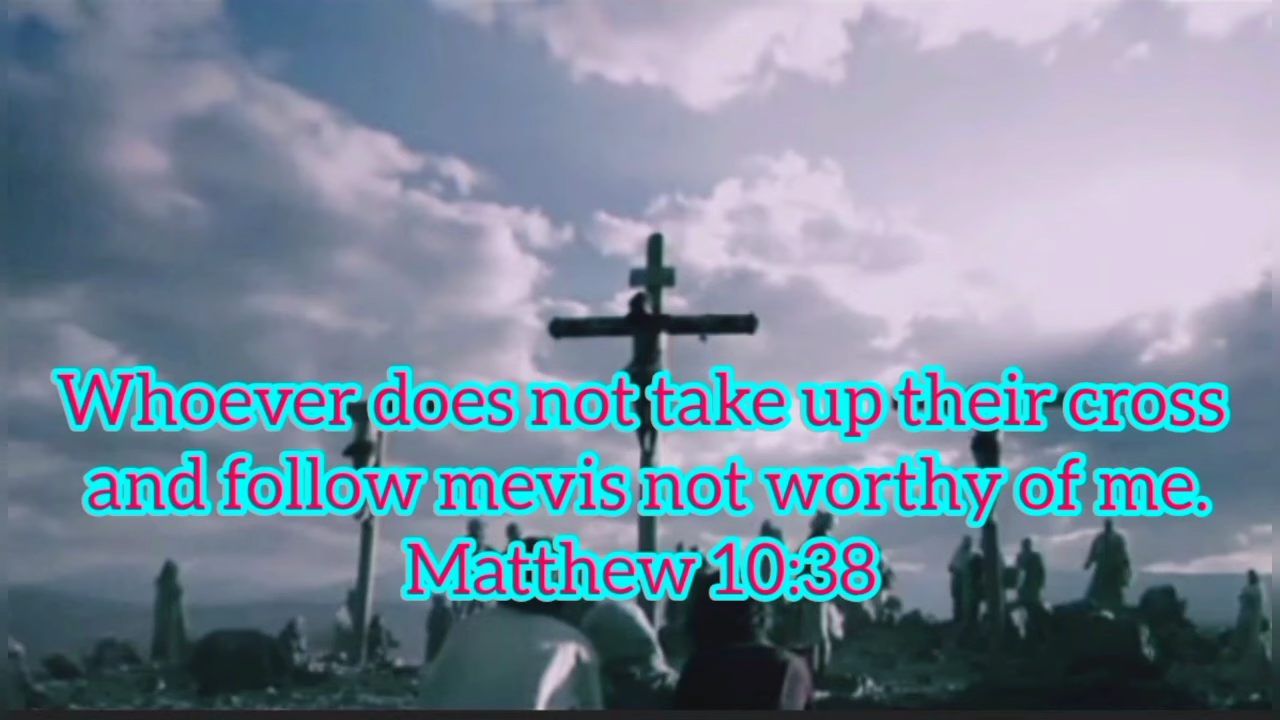 Whoever does not take up their cross
and follow mevis not worthy of me.
Matthew 10:38